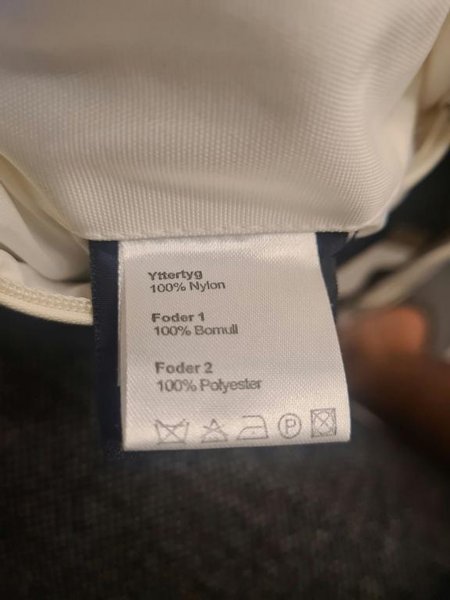 Yttertyg
100% Nylon
Foder 1
100% Bomull
Foder 2
100% Polyester
P